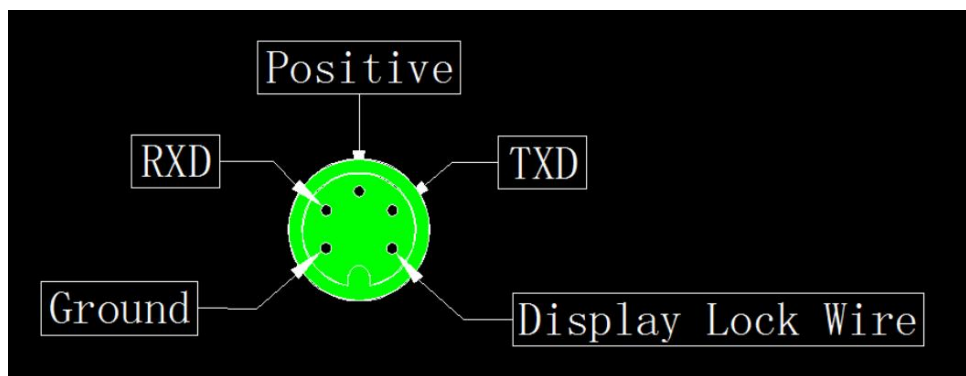 Positive
RXD
TXD
Ground
Display Lock Wire